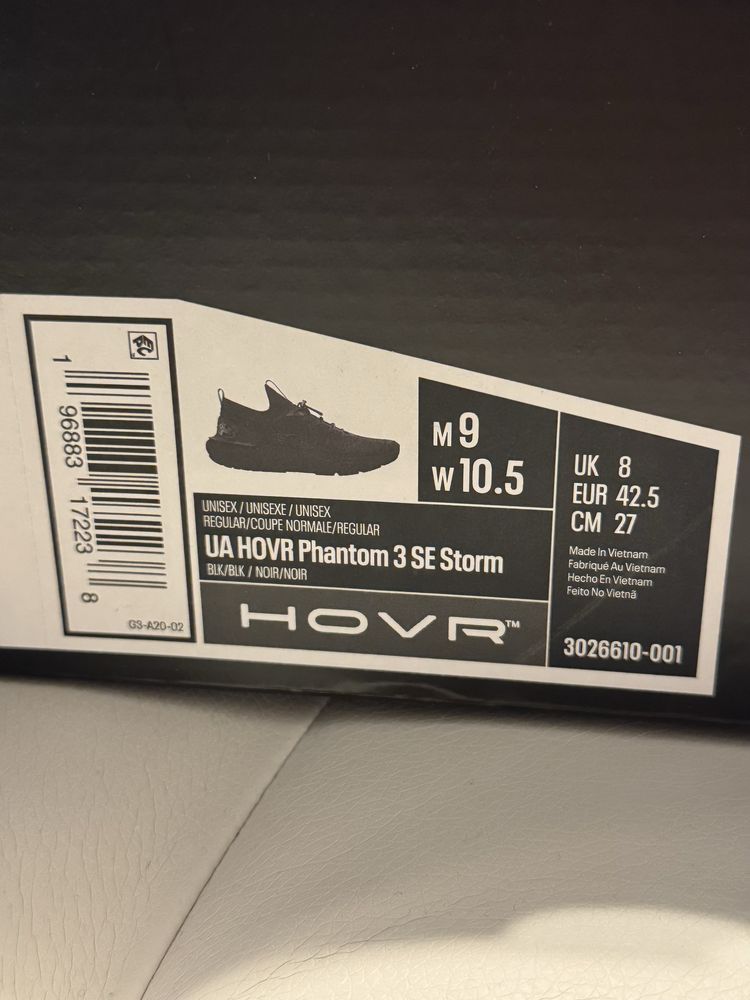 1 96883 17223 8
GS-A20-02
M 9
W 10.5
UNISEX / UNISEXE / UNISEX
REGULAR/COUPE NORMALE/REGULAR
UA HOVR Phantom 3 SE Storm
BLK/BLK / NOIR/NOIR
HOVR™
UK 8
EUR 42.5
CM 27
Made In Vietnam
Fabriqué Au Vietnam
Hecho En Vietnam
Feito No Vietnã
3026610-001